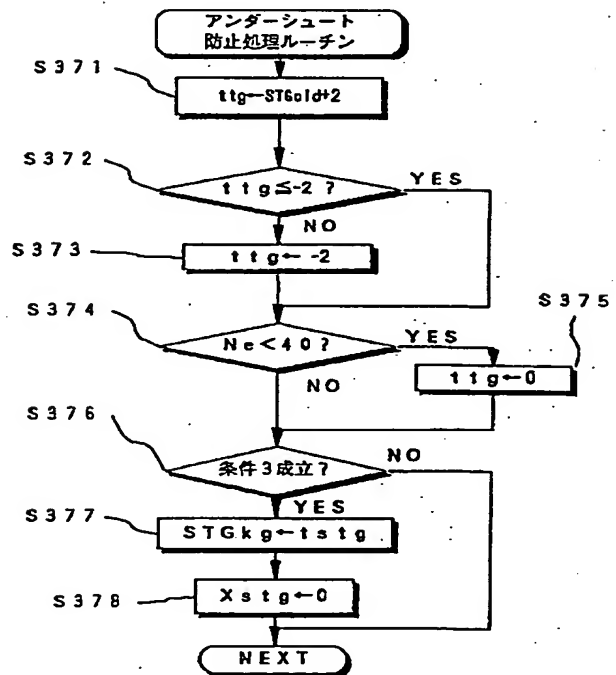 アンダーシュート
防止処理ルーチン
S371
ttg←STGold+2
S372
ttg≦-2?
YES
NO
S373
ttg←-2
S374
Ne<40?
YES
S375
ttg←0
NO
S376
条件3成立?
NO
YES
S377
STGkg←tstg
S378
Xstg←0
NEXT